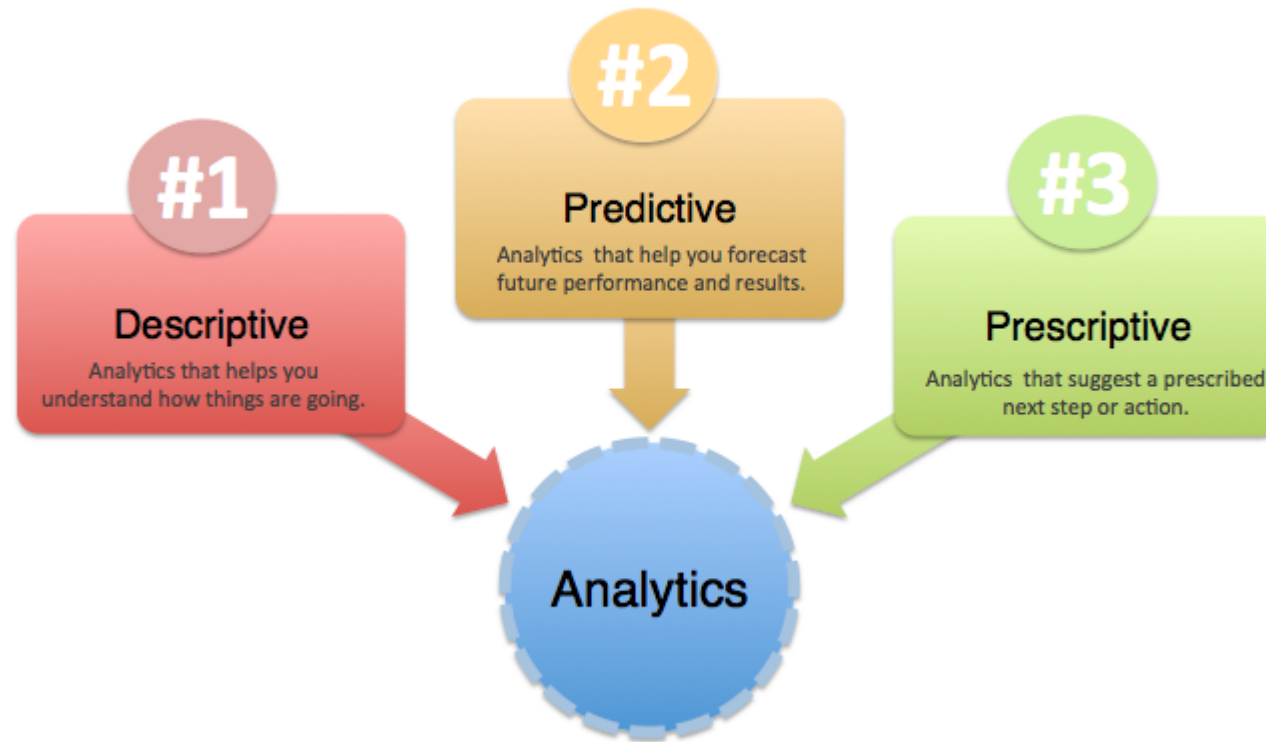 #1
Descriptive
Analytics that helps you
understand how things are going.
#2
Predictive
Analytics that help you forecast
future performance and results.
#3
Prescriptive
Analytics that suggest a prescribed
next step or action.
Analytics